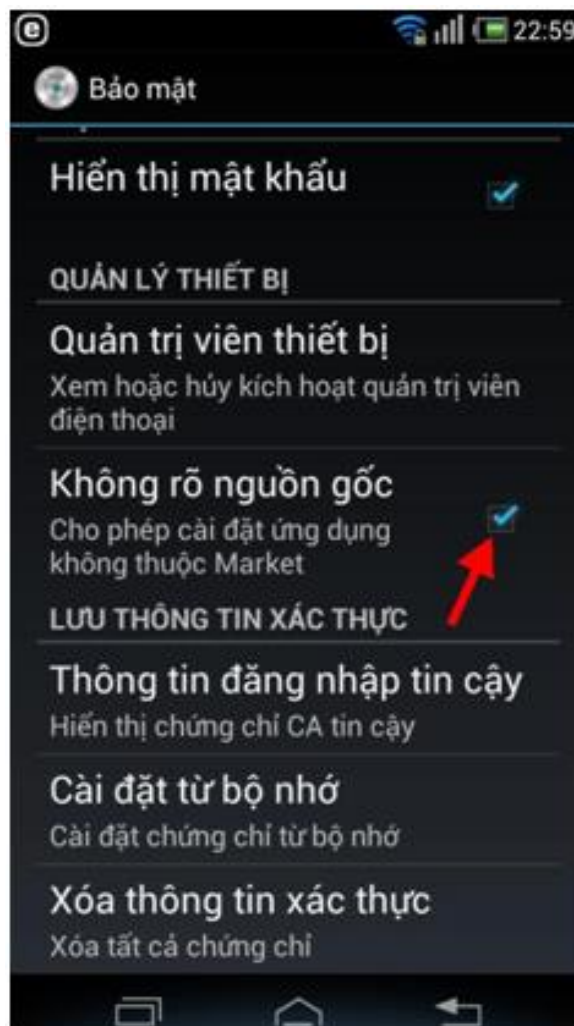 22:59
Bảo mật
Hiển thị mật khẩu
QUẢN LÝ THIẾT BỊ
Quản trị viên thiết bị
Xem hoặc hủy kích hoạt quản trị viên
điện thoại
Không rõ nguồn gốc
Cho phép cài đặt ứng dụng
không thuộc Market
LƯU THÔNG TIN XÁC THỰC
Thông tin đăng nhập tin cậy
Hiển thị chứng chỉ CA tin cậy
Cài đặt từ bộ nhớ
Cài đặt chứng chỉ từ bộ nhớ
Xóa thông tin xác thực
Xóa tất cả chứng chỉ